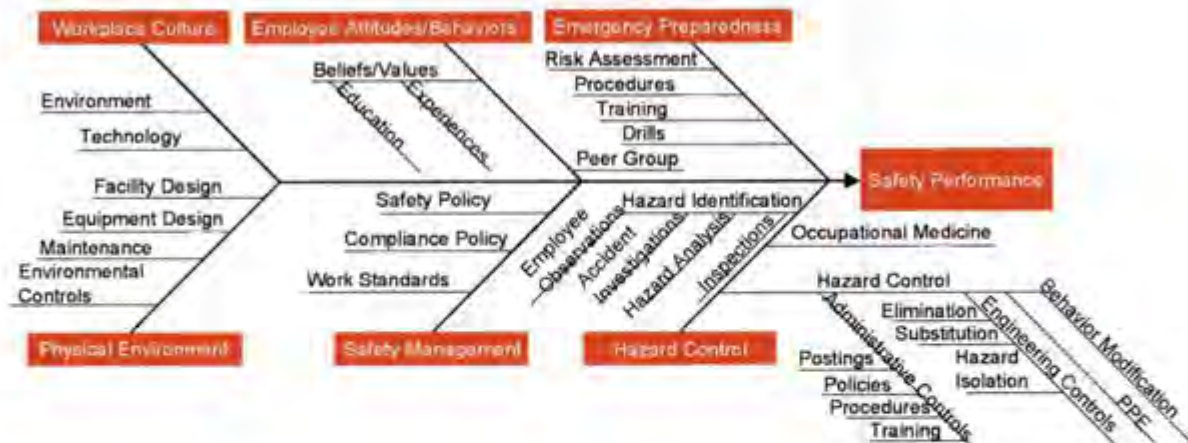 Workplace Culture
Employee Attitudes/Behaviors
Emergency Preparedness
Environment
Technology
Beliefs/Values
Education
Experiences
Risk Assessment
Procedures
Training
Drills
Peer Group
Safety Performance
Facility Design
Equipment Design
Maintenance
Environmental
Controls
Physical Environment
Safety Policy
Compliance Policy
Work Standards
Safety Management
Hazard Identification
Employee
Observations
Accident
Investigations
Hazard Analysis
Inspections
Occupational Medicine
Hazard Control
Hazard Control
Administrative Controls
Postings
Policies
Procedures
Training
Elimination
Substitution
Hazard
Isolation
Engineering Controls
PPE
Behavior Modification